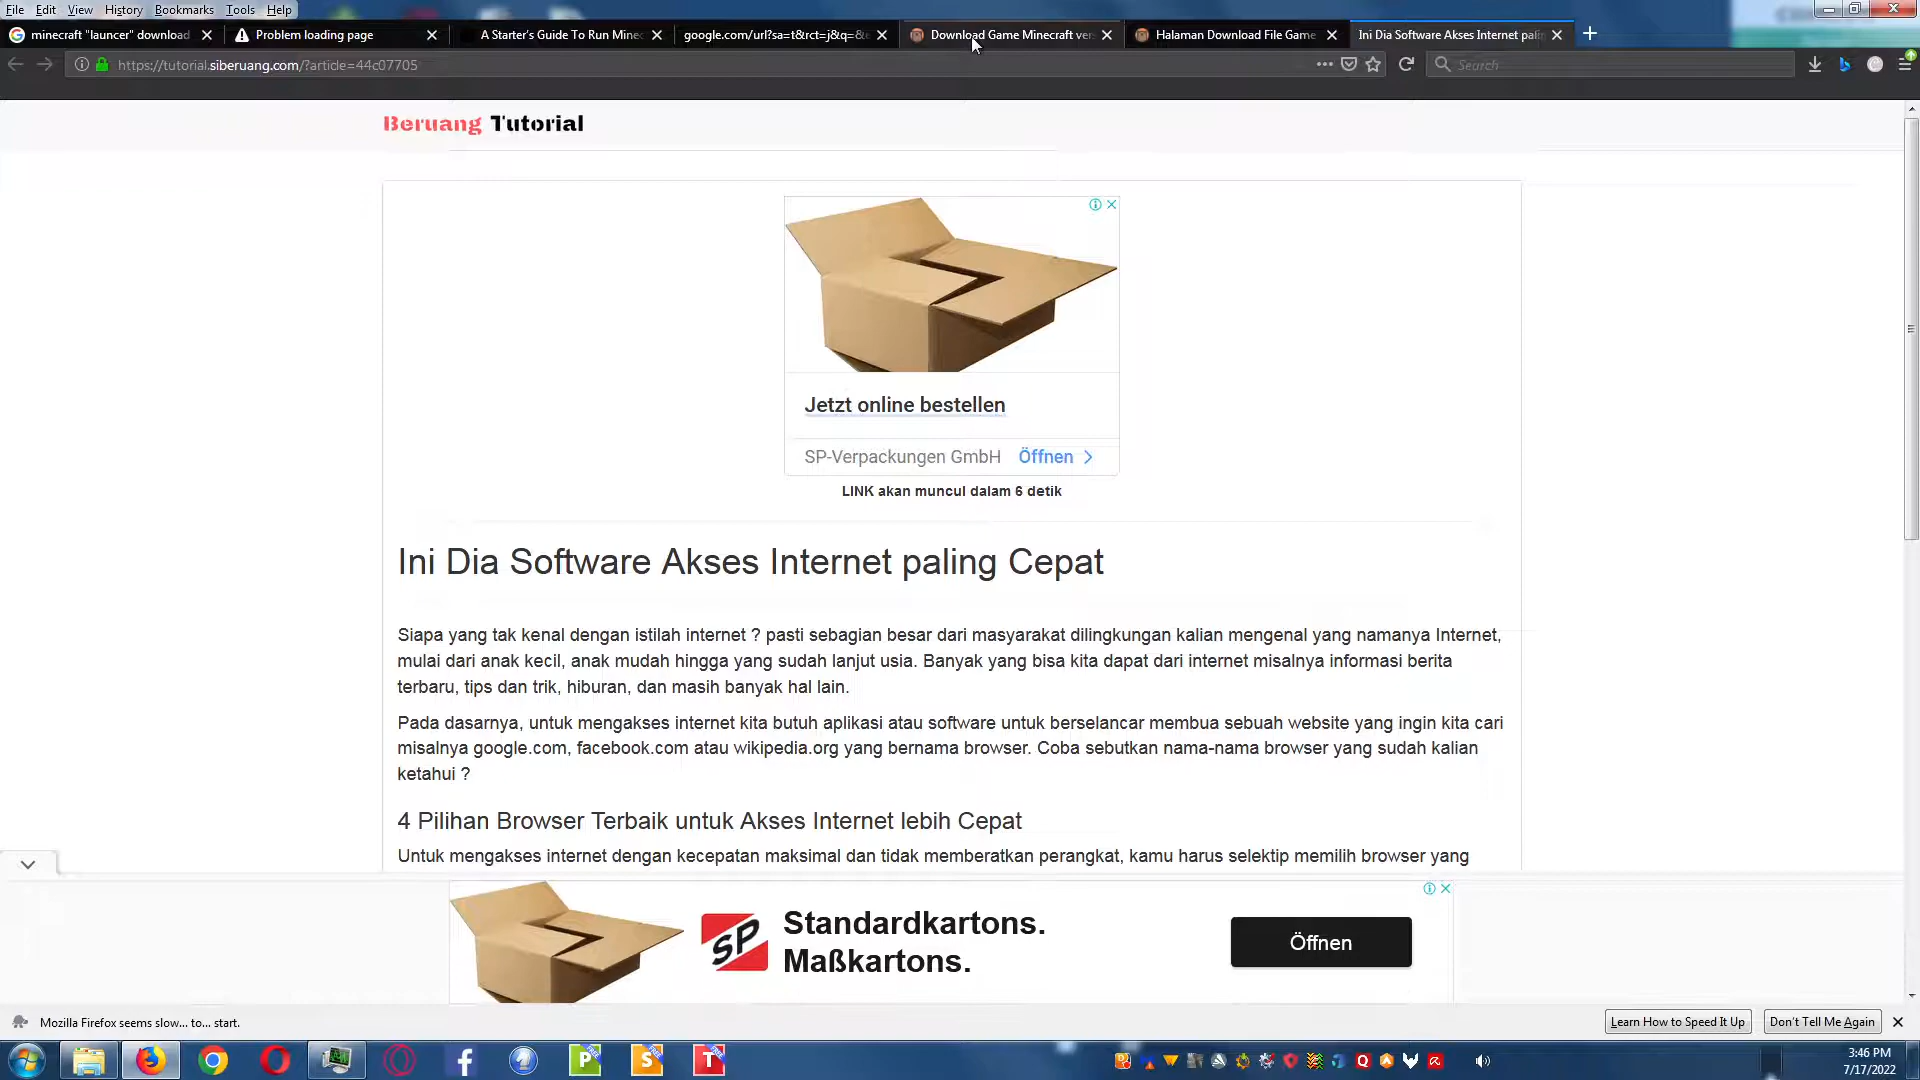 File Edit View History Bookmarks Tools Help
minecraft "launcer" download
Problem loading page
A Starter's Guide To Run Minec
google.com/url?sa=t&rct=j&q=&e
Download Game Minecraft vers
Halaman Download File Game
Ini Dia Software Akses Internet palin
https://tutorial.siberuang.com/?article=44c07705
Search
Beruang Tutorial
Jetzt online bestellen
SP-Verpackungen GmbH Öffnen
LINK akan muncul dalam 6 detik
Ini Dia Software Akses Internet paling Cepat
Siapa yang tak kenal dengan istilah internet ? pasti sebagian besar dari masyarakat dilingkungan kalian mengenal yang namanya Internet,
mulai dari anak kecil, anak mudah hingga yang sudah lanjut usia. Banyak yang bisa kita dapat dari internet misalnya informasi berita
terbaru, tips dan trik, hiburan, dan masih banyak hal lain.
Pada dasarnya, untuk mengakses internet kita butuh aplikasi atau software untuk berselancar membua sebuah website yang ingin kita cari
misalnya google.com, facebook.com atau wikipedia.org yang bernama browser. Coba sebutkan nama-nama browser yang sudah kalian
ketahui ?
4 Pilihan Browser Terbaik untuk Akses Internet lebih Cepat
Untuk mengakses internet dengan kecepatan maksimal dan tidak memberatkan perangkat, kamu harus selektip memilih browser yang
SP
Standardkartons.
Maßkartons.
Öffnen
Mozilla Firefox seems slow... to... start.
Learn How to Speed It Up
Don't Tell Me Again
3:46 PM
7/17/2022